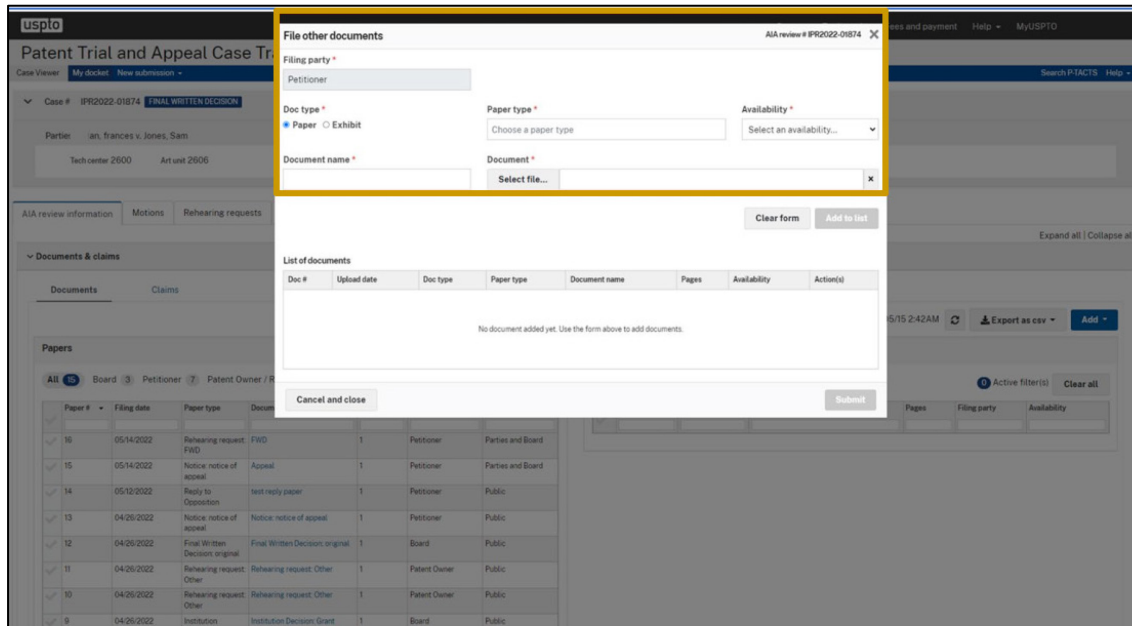 uspto
ees and payment Help MyUSPTO
Patent Trial and Appeal Case Tr
Case Viewer My docket New submission Search P-TACTS Help
Case # IPR2022-01874 FINAL WRITTEN DECISION
Partie an, frances v. Jones, Sam
Tech center 2600 Art unit 2606
AIA review information Motions Rehearing requests
Expand all | Collapse al
Documents & claims
Documents Claims
5/15 2:42AM Export as csv Add
Papers
All 15 Board 3 Petitioner 7 Patent Owner / R
0 Active filter(s) Clear all
Paper # Filing date Paper type Docum
Pages Filing party Availability
16 05/14/2022 Rehearing request: FWD 1 Petitioner Parties and Board
FWD
15 05/14/2022 Notice: notice of Appeal 1 Petitioner Parties and Board
appeal
14 05/12/2022 Reply to test reply paper 1 Petitioner Public
Opposition
13 04/26/2022 Notice: notice of Notice: notice of appeal 1 Petitioner Public
appeal
12 04/26/2022 Final Written Final Written Decision: original 1 Board Public
Decision: original
11 04/26/2022 Rehearing request: Rehearing request: Other 1 Patent Owner Public
Other
10 04/26/2022 Rehearing request: Rehearing request: Other 1 Patent Owner Public
Other
9 04/26/2022 Institution Institution Decision: Grant 1 Board Public
File other documents AIA review # IPR2022-01874 X
Filing party *
Petitioner
Doc type * Paper type * Availability *
Paper Exhibit Choose a paper type Select an availability...
Document name * Document *
Select file... x
Clear form Add to list
List of documents
Doc # Upload date Doc type Paper type Document name Pages Availability Action(s)
No document added yet. Use the form above to add documents.
Cancel and close Submit